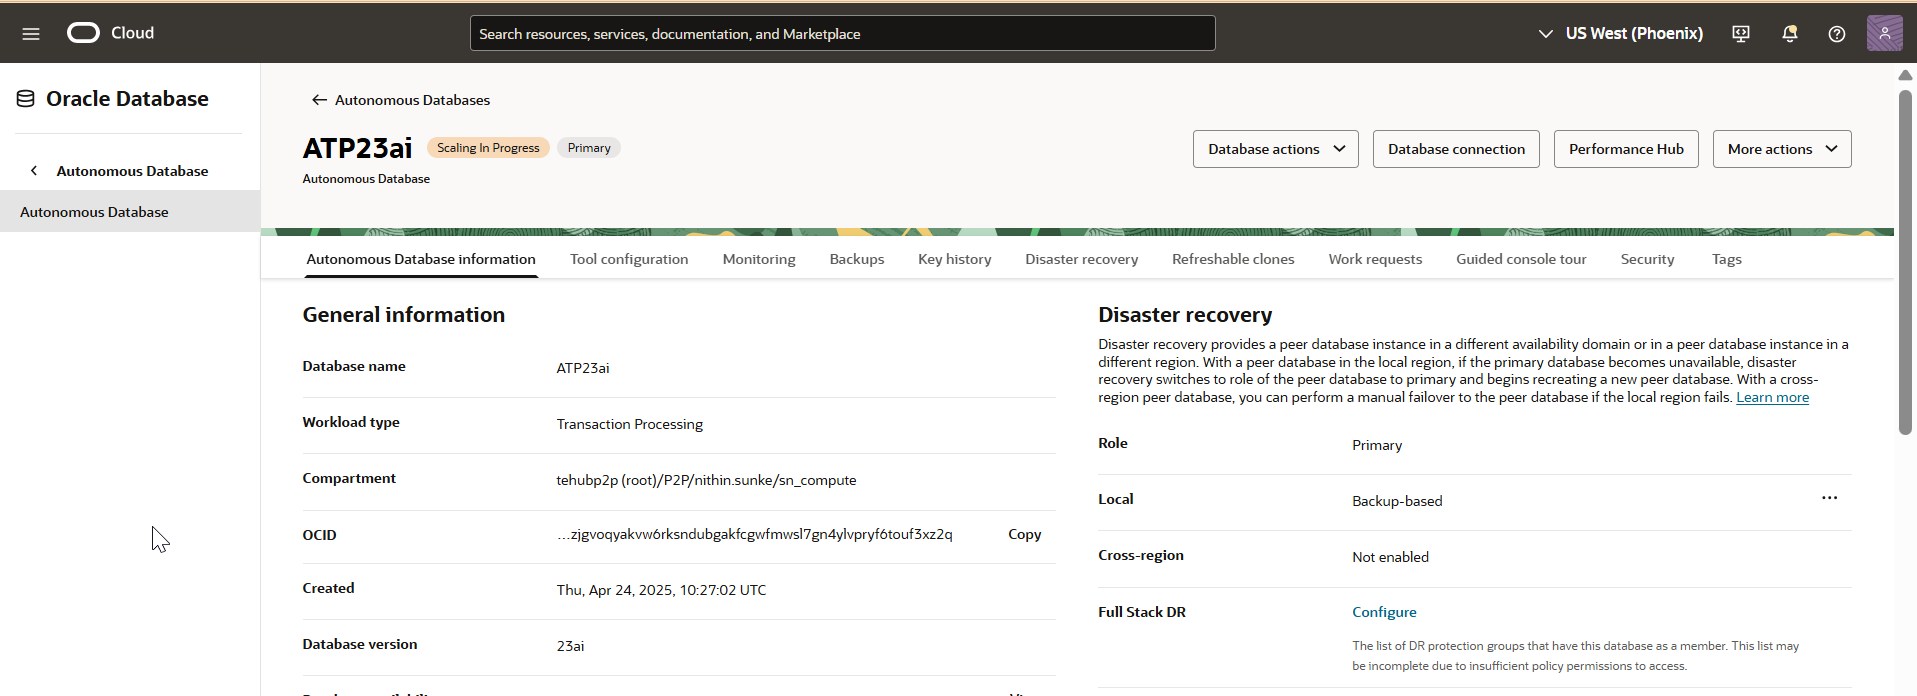 Cloud
Search resources, services, documentation, and Marketplace
US West (Phoenix)
Oracle Database
Autonomous Database
Autonomous Database
Autonomous Databases
ATP23ai
Scaling In Progress
Primary
Autonomous Database
Database actions
Database connection
Performance Hub
More actions
Autonomous Database information
Tool configuration
Monitoring
Backups
Key history
Disaster recovery
Refreshable clones
Work requests
Guided console tour
Security
Tags
General information
Database name
ATP23ai
Workload type
Transaction Processing
Compartment
tehubp2p (root)/P2P/nithin.sunke/sn_compute
OCID
...zjgvoqyakvw6rksndubgakfcgwfmwsl7gn4ylvpryf6touf3xz2q
Copy
Created
Thu, Apr 24, 2025, 10:27:02 UTC
Database version
23ai
Disaster recovery
Disaster recovery provides a peer database instance in a different availability domain or in a peer database instance in a
different region. With a peer database in the local region, if the primary database becomes unavailable, disaster
recovery switches to role of the peer database to primary and begins recreating a new peer database. With a cross-
region peer database, you can perform a manual failover to the peer database if the local region fails. Learn more
Role
Primary
Local
Backup-based
Cross-region
Not enabled
Full Stack DR
Configure
The list of DR protection groups that have this database as a member. This list may
be incomplete due to insufficient policy permissions to access.